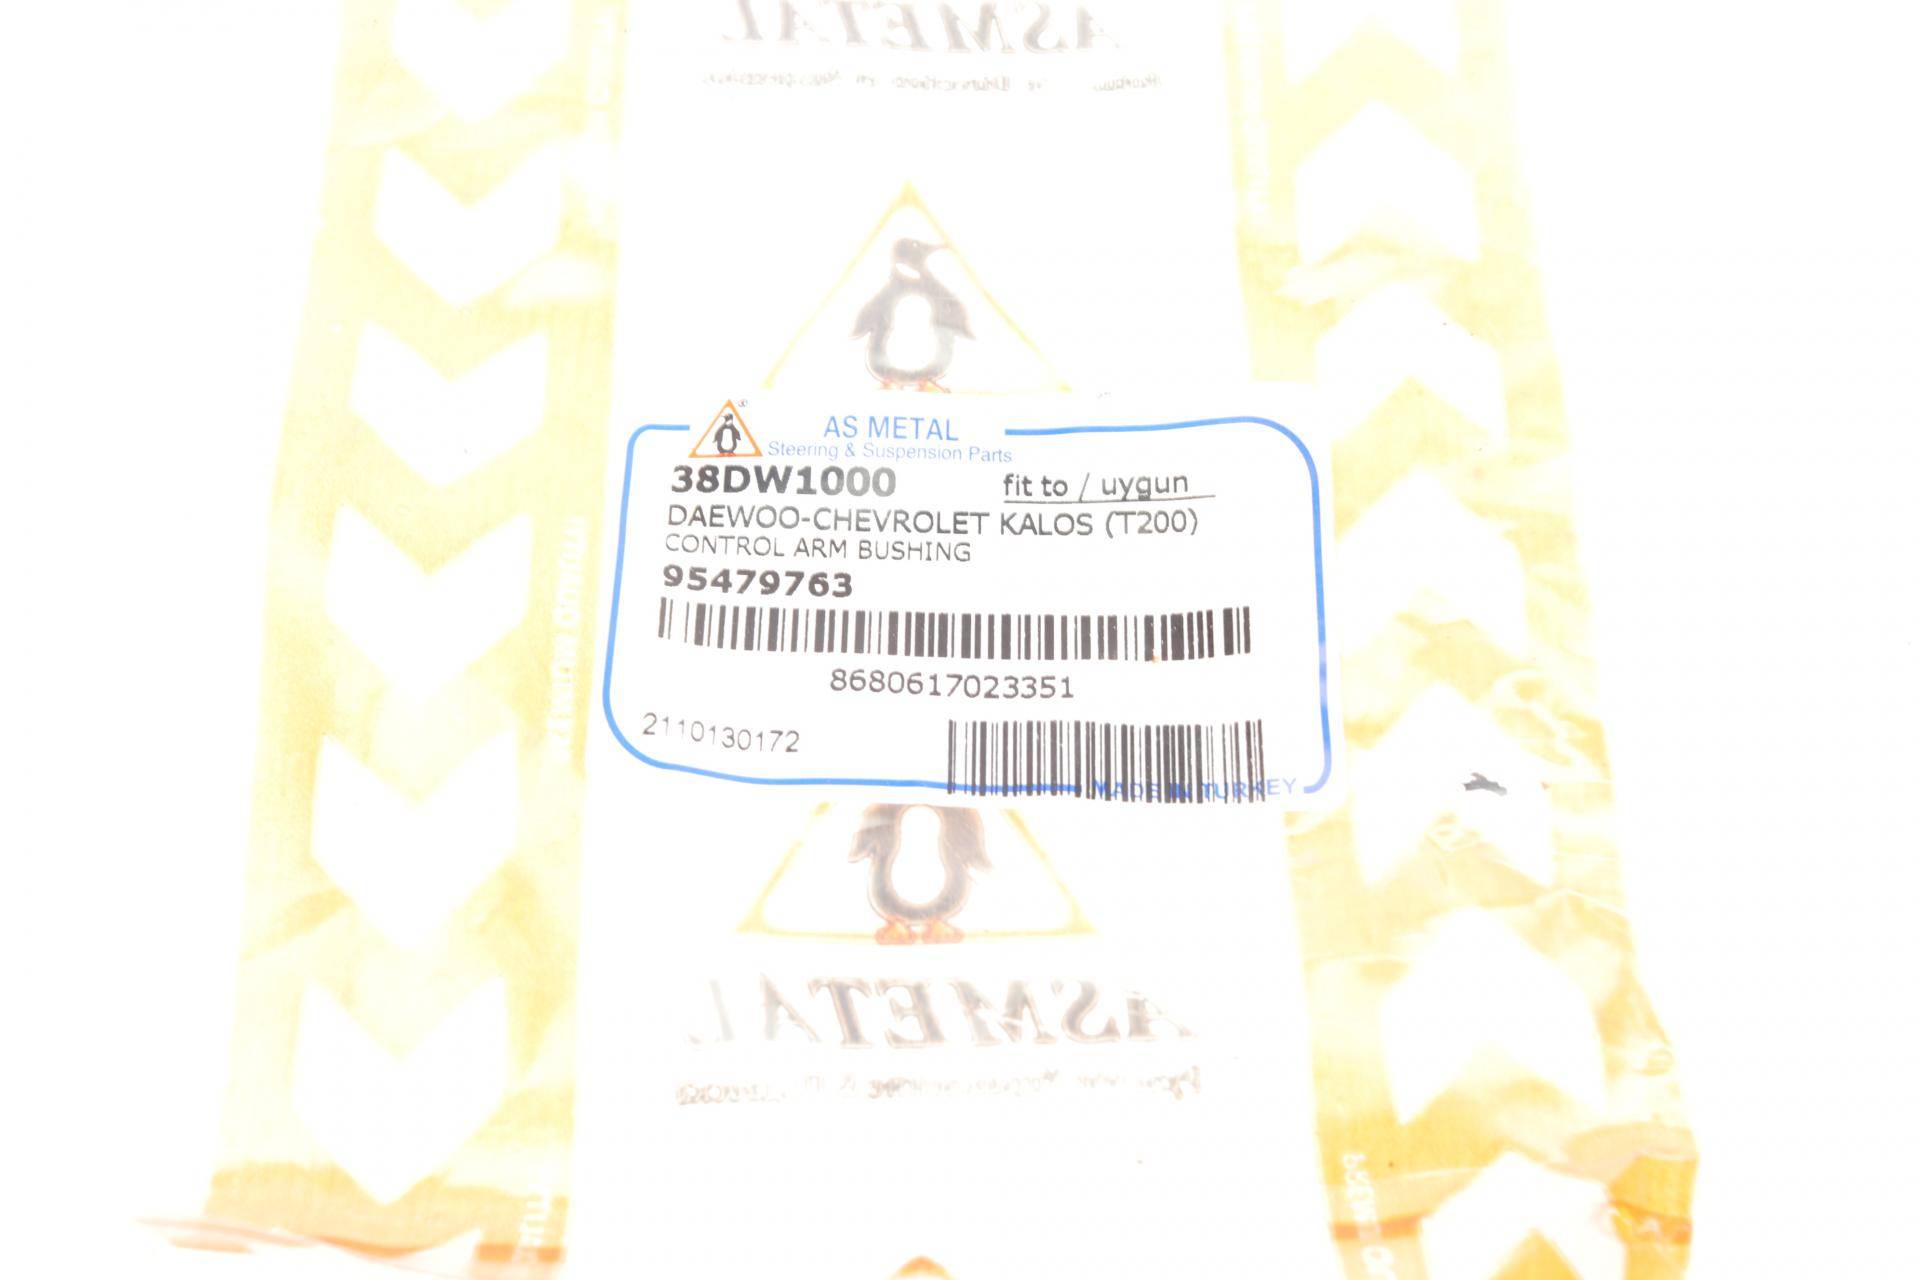 ASMETAL
AS METAL
Steering & Suspension Parts
38DW1000 fit to / uygun
DAEWOO-CHEVROLET KALOS (T200)
CONTROL ARM BUSHING
95479763
8680617023351
2110130172
MADE IN TURKEY
ASMETAL